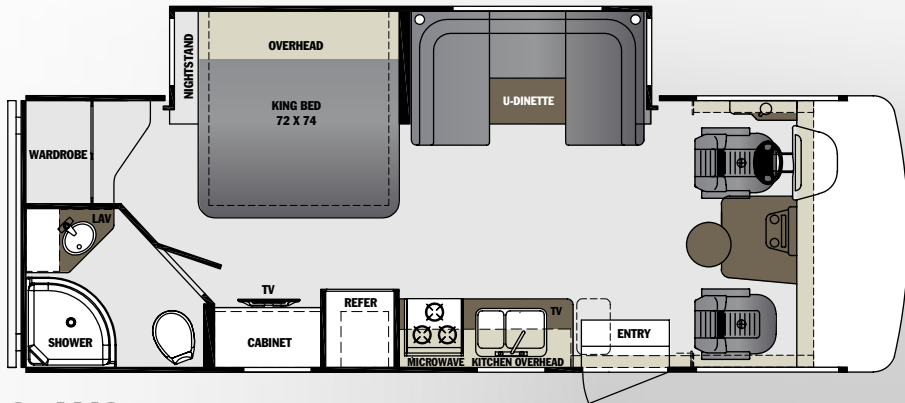 NIGHTSTAND
OVERHEAD
KING BED
72 X 74
U-DINETTE
WARDROBE
LAV
TV
REFER
TV
SHOWER
CABINET
MICROWAVE
KITCHEN OVERHEAD
ENTRY